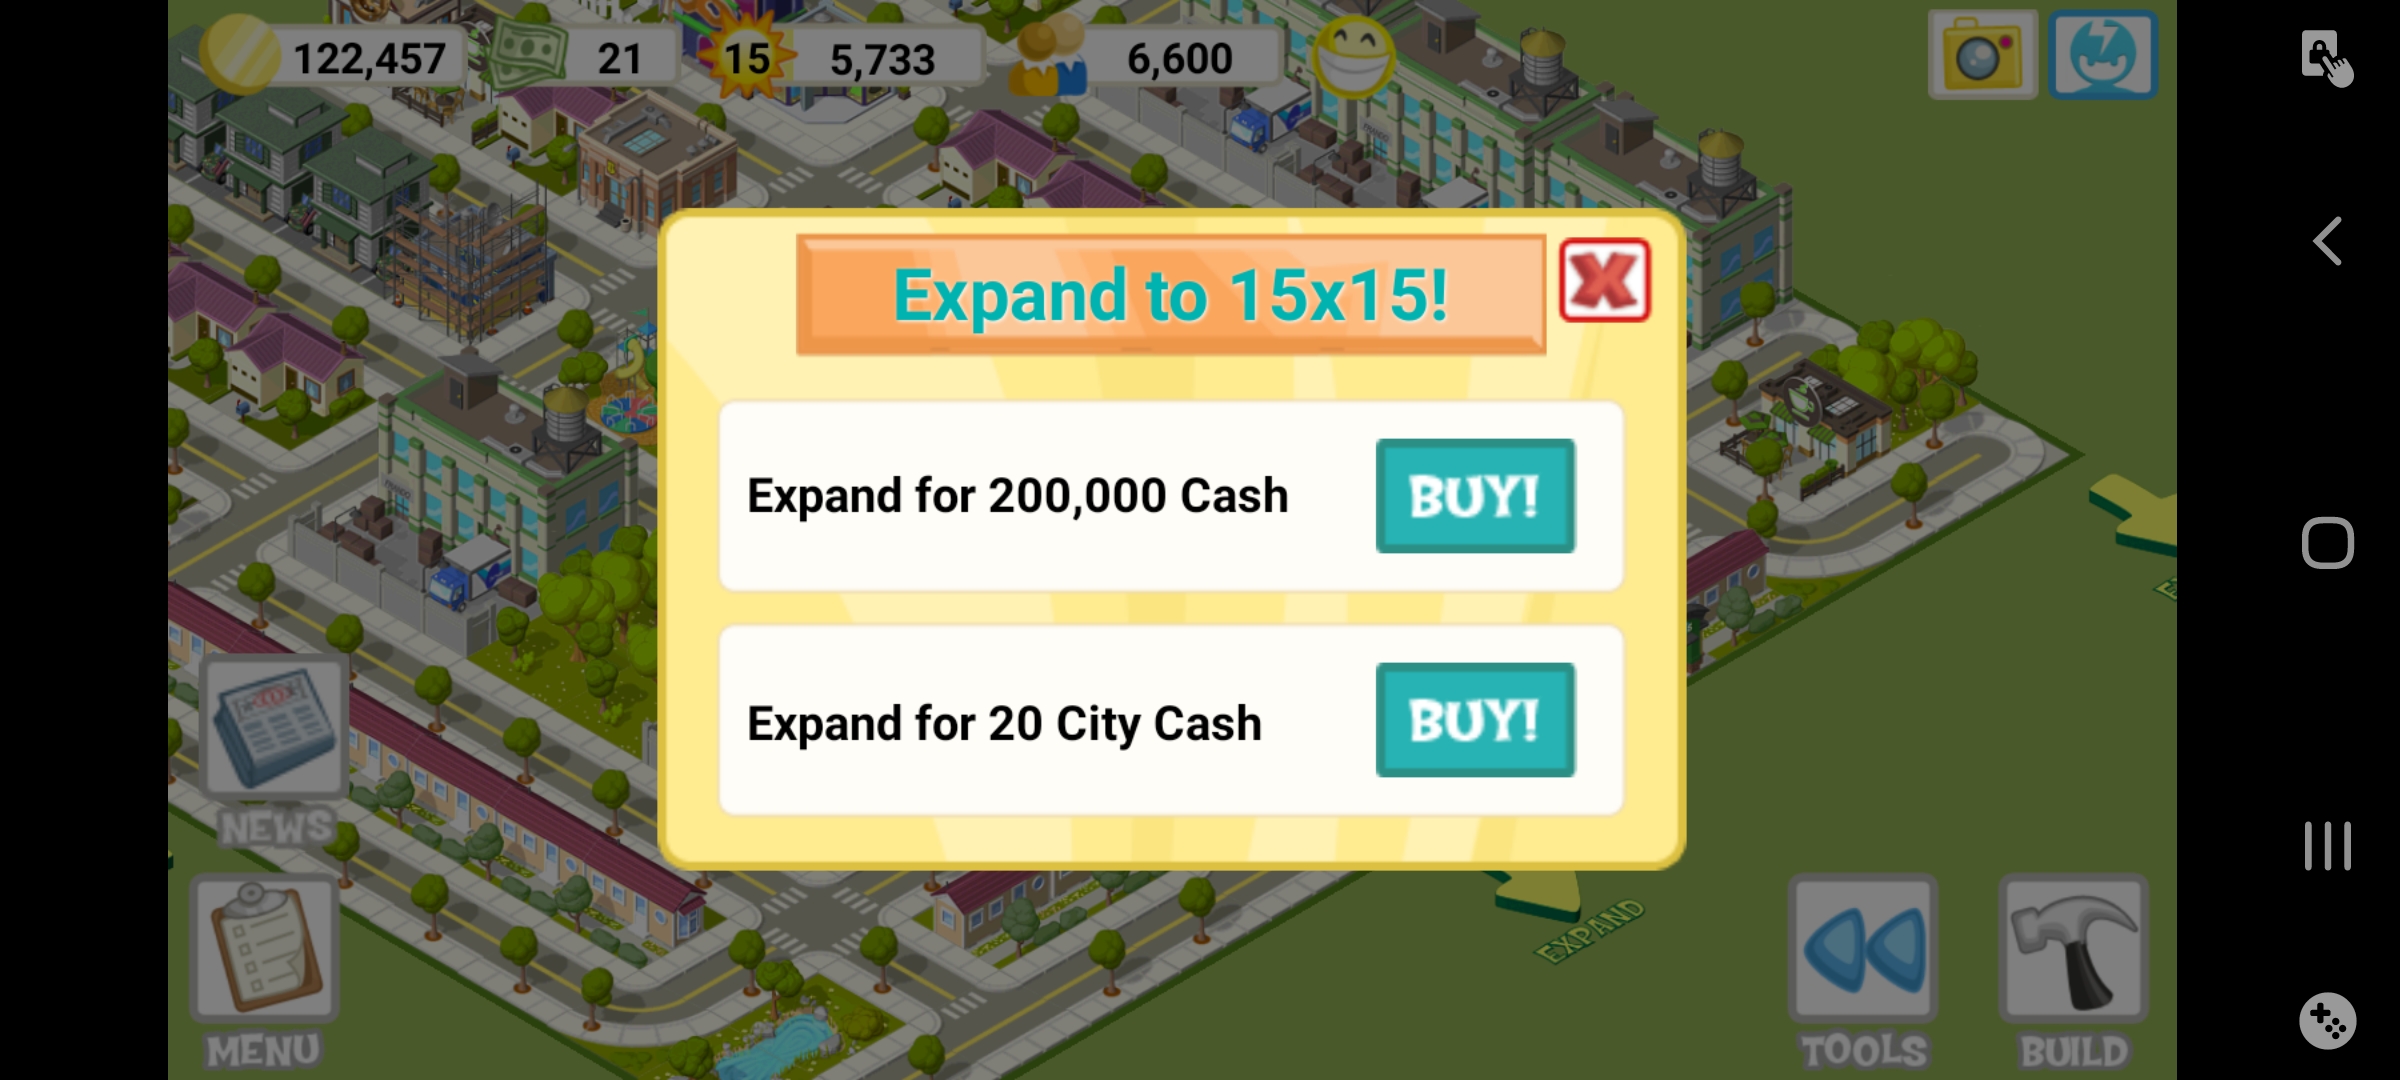 122,457
21
15
5,733
6,600
Expand to 15x15!
Expand for 200,000 Cash
BUY!
Expand for 20 City Cash
BUY!
NEWS
MENU
EXPAND
TOOLS
BUILD